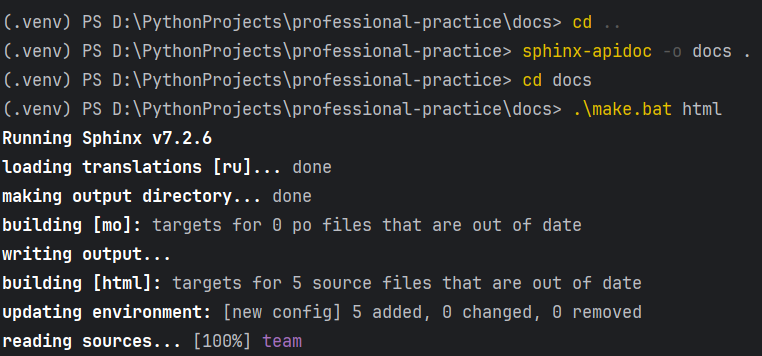 (.venv) PS D:\PythonProjects\professional-practice\docs> cd ..
(.venv) PS D:\PythonProjects\professional-practice> sphinx-apidoc -o docs .
(.venv) PS D:\PythonProjects\professional-practice> cd docs
(.venv) PS D:\PythonProjects\professional-practice\docs> .\make.bat html
Running Sphinx v7.2.6
loading translations [ru]... done
making output directory... done
building [mo]: targets for 0 po files that are out of date
writing output...
building [html]: targets for 5 source files that are out of date
updating environment: [new config] 5 added, 0 changed, 0 removed
reading sources... [100%] team